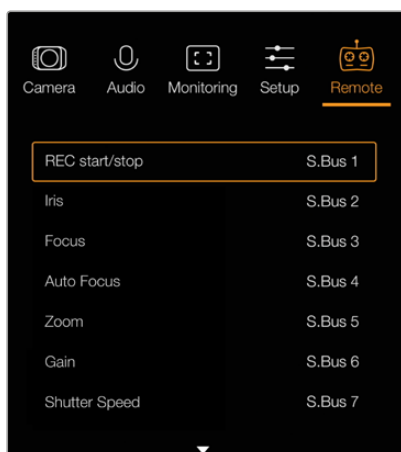 Camera Audio Monitoring Setup Remote
REC start/stop S.Bus 1
Iris S.Bus 2
Focus S.Bus 3
Auto Focus S.Bus 4
Zoom S.Bus 5
Gain S.Bus 6
Shutter Speed S.Bus 7